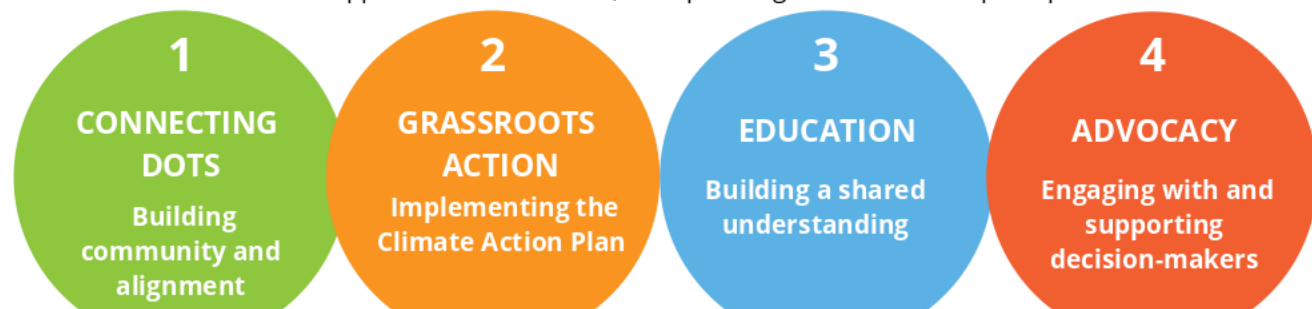 1
CONNECTING
DOTS
Building
community and
alignment
2
GRASSROOTS
ACTION
Implementing the
Climate Action Plan
3
EDUCATION
Building a shared
understanding
4
ADVOCACY
Engaging with and
supporting
decision-makers